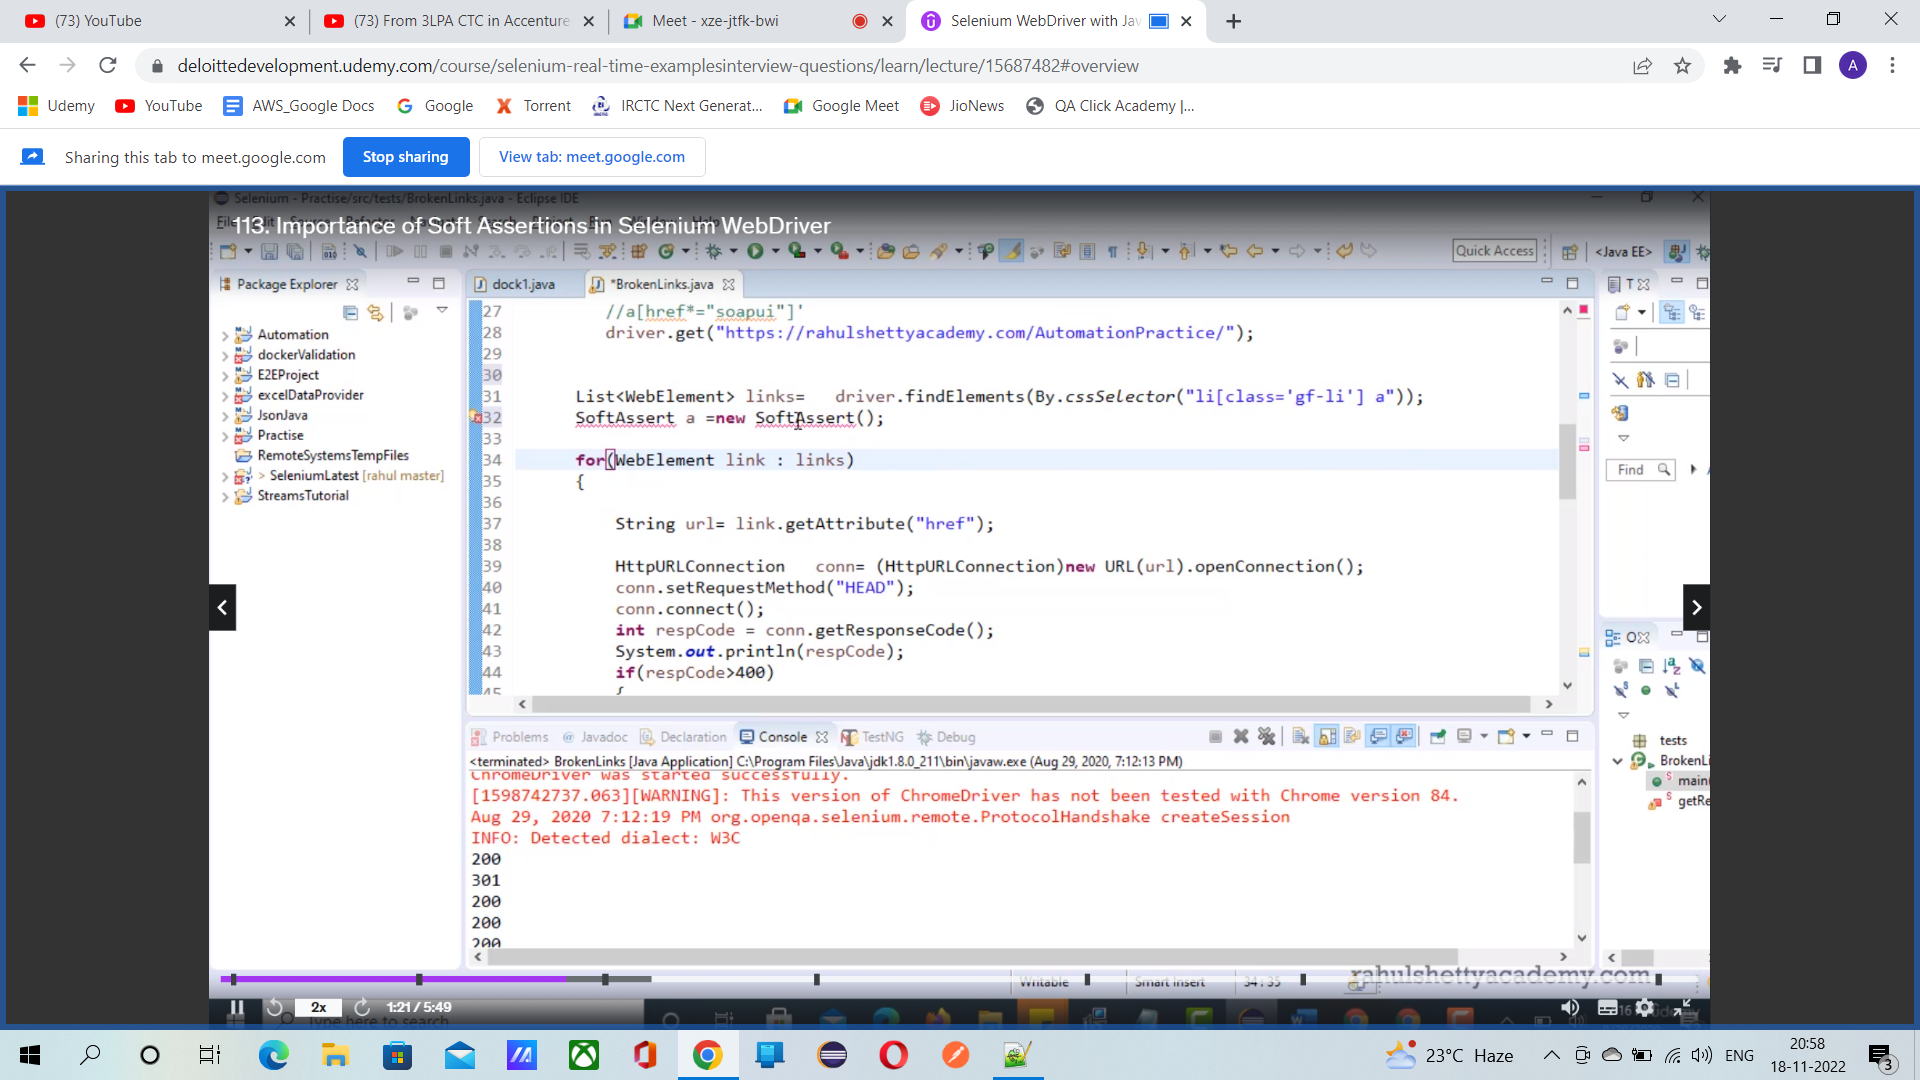 (73) YouTube
(73) From 3LPA CTC in Accenture
Meet - xze-jtfk-bwi
Selenium WebDriver with Jav
deloittedevelopment.udemy.com/course/selenium-real-time-examplesinterview-questions/learn/lecture/15687482#overview
A
Udemy
YouTube
AWS_Google Docs
Google
Torrent
IRCTC Next Generat...
Google Meet
JioNews
QA Click Academy |...
Sharing this tab to meet.google.com
Stop sharing
View tab: meet.google.com
Selenium - Practise/src/tests/BrokenLinks.java - Eclipse IDE
113. Importance of Soft Assertions in Selenium WebDriver
Quick Access
<Java EE>
Package Explorer
dock1.java
*BrokenLinks.java
T
Automation
dockerValidation
E2EProject
excelDataProvider
JsonJava
Practise
RemoteSystemsTempFiles
> SeleniumLatest [rahul master]
StreamsTutorial
27 //a[href*="soapui"]'
28 driver.get("https://rahulshettyacademy.com/AutomationPractice/");
29
30
31 List<WebElement> links= driver.findElements(By.cssSelector("li[class='gf-li'] a"));
32 SoftAssert a =new SoftAssert();
33
34 for(WebElement link : links)
35 {
36
37 String url= link.getAttribute("href");
38
39 HttpURLConnection conn= (HttpURLConnection)new URL(url).openConnection();
40 conn.setRequestMethod("HEAD");
41 conn.connect();
42 int respCode = conn.getResponseCode();
43 System.out.println(respCode);
44 if(respCode>400)
45 {
Find
O
tests
BrokenLi
main(
getRe
Problems
@ Javadoc
Declaration
Console
TestNG
Debug
<terminated> BrokenLinks [Java Application] C:\Program Files\Java\jdk1.8.0_211\bin\javaw.exe (Aug 29, 2020, 7:12:13 PM)
ChromeDriver was started successfully.
[1598742737.063][WARNING]: This version of ChromeDriver has not been tested with Chrome version 84.
Aug 29, 2020 7:12:19 PM org.openqa.selenium.remote.ProtocolHandshake createSession
INFO: Detected dialect: W3C
200
301
200
200
200
Writable
Smart Insert
34 : 35
rahulshettyacademy.com
2x
1:21 / 5:49
Type here to search
23°C Haze
ENG
20:58
18-11-2022
3